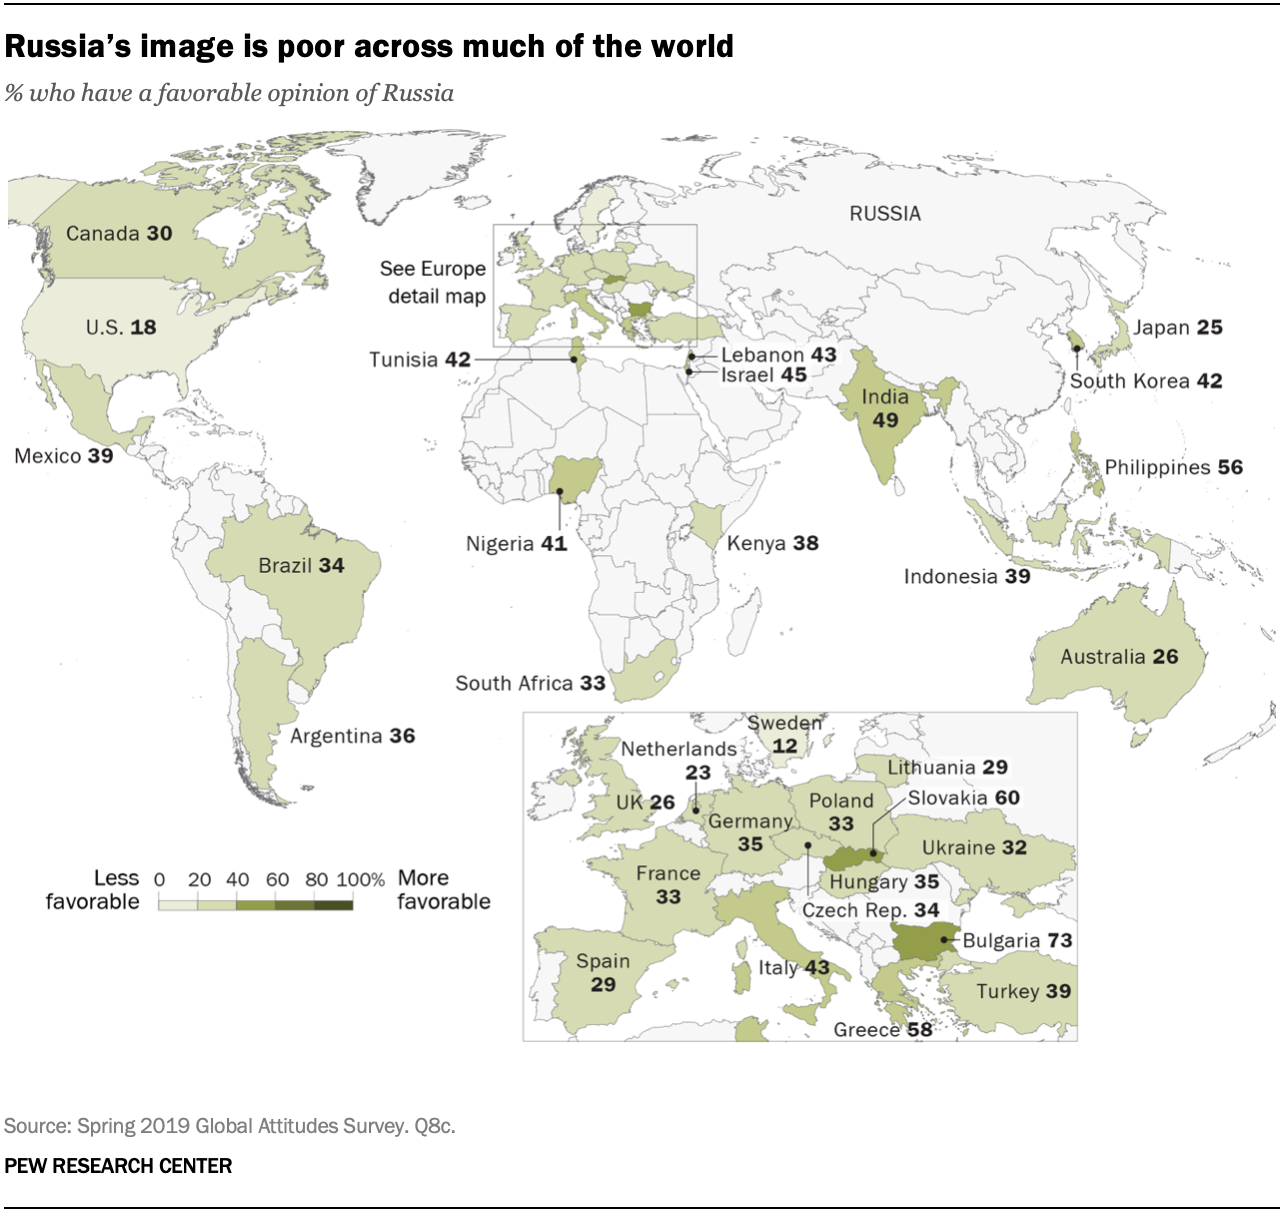 Russia’s image is poor across much of the world
% who have a favorable opinion of Russia
Canada 30
U.S. 18
Mexico 39
Brazil 34
Argentina 36
See Europe
detail map
RUSSIA
Tunisia 42
Lebanon 43
Israel 45
Nigeria 41
Kenya 38
South Africa 33
India
49
Japan 25
South Korea 42
Philippines 56
Indonesia 39
Australia 26
Sweden
12
Netherlands
23
Lithuania 29
UK 26
Germany
35
Poland
33
Slovakia 60
Ukraine 32
France
33
Hungary 35
Czech Rep. 34
Bulgaria 73
Spain
29
Italy 43
Turkey 39
Greece 58
Less
favorable
0 20 40 60 80 100%
More
favorable
Source: Spring 2019 Global Attitudes Survey. Q8c.
PEW RESEARCH CENTER